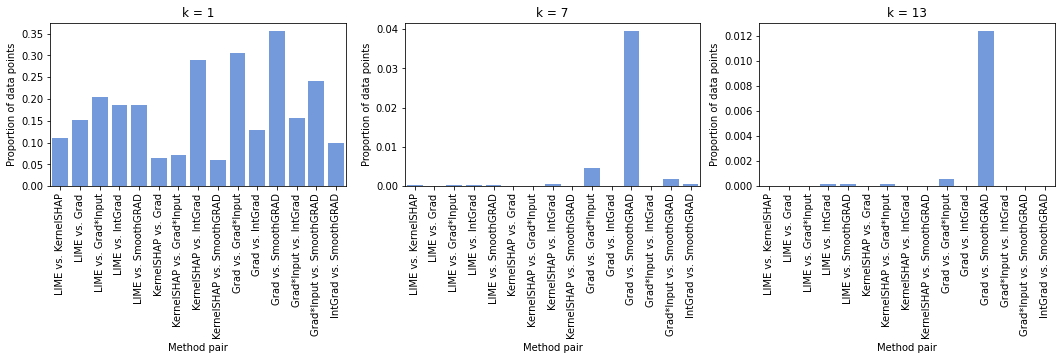 k = 1
Proportion of data points
0.35
0.30
0.25
0.20
0.15
0.10
0.05
0.00
LIME vs. KernelSHAP
LIME vs. Grad
LIME vs. Grad*Input
LIME vs. IntGrad
LIME vs. SmoothGRAD
KernelSHAP vs. Grad
KernelSHAP vs. Grad*Input
KernelSHAP vs. IntGrad
KernelSHAP vs. SmoothGRAD
Grad vs. Grad*Input
Grad vs. IntGrad
Grad vs. SmoothGRAD
Grad*Input vs. IntGrad
Grad*Input vs. SmoothGRAD
IntGrad vs. SmoothGRAD
Method pair
k = 7
Proportion of data points
0.04
0.03
0.02
0.01
0.00
LIME vs. KernelSHAP
LIME vs. Grad
LIME vs. Grad*Input
LIME vs. IntGrad
LIME vs. SmoothGRAD
KernelSHAP vs. Grad
KernelSHAP vs. Grad*Input
KernelSHAP vs. IntGrad
KernelSHAP vs. SmoothGRAD
Grad vs. Grad*Input
Grad vs. IntGrad
Grad vs. SmoothGRAD
Grad*Input vs. IntGrad
Grad*Input vs. SmoothGRAD
IntGrad vs. SmoothGRAD
Method pair
k = 13
Proportion of data points
0.012
0.010
0.008
0.006
0.004
0.002
0.000
LIME vs. KernelSHAP
LIME vs. Grad
LIME vs. Grad*Input
LIME vs. IntGrad
LIME vs. SmoothGRAD
KernelSHAP vs. Grad
KernelSHAP vs. Grad*Input
KernelSHAP vs. IntGrad
KernelSHAP vs. SmoothGRAD
Grad vs. Grad*Input
Grad vs. IntGrad
Grad vs. SmoothGRAD
Grad*Input vs. IntGrad
Grad*Input vs. SmoothGRAD
IntGrad vs. SmoothGRAD
Method pair